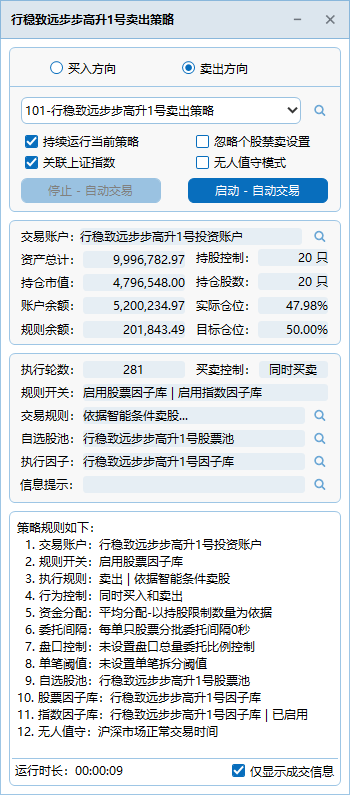 行稳致远步步高升1号卖出策略
买入方向 卖出方向
101-行稳致远步步高升1号卖出策略
持续运行当前策略 忽略个股禁卖设置
关联上证指数 无人值守模式
停止 - 自动交易 启动 - 自动交易
交易账户: 行稳致远步步高升1号投资账户
资产总计: 9,996,782.97 持股控制: 20 只
持仓市值: 4,796,548.00 持仓股数: 20 只
账户余额: 5,200,234.97 实际仓位: 47.98%
规则余额: 201,843.49 目标仓位: 50.00%
执行轮数: 281 买卖控制: 同时买卖
规则开关: 启用股票因子库 | 启用指数因子库
交易规则: 依据智能条件卖股...
自选股池: 行稳致远步步高升1号股票池
执行因子: 行稳致远步步高升1号因子库
信息提示:
策略规则如下:
1. 交易账户: 行稳致远步步高升1号投资账户
2. 规则开关: 启用股票因子库
3. 执行规则: 卖出 | 依据智能条件卖股
4. 行为控制: 同时买入和卖出
5. 资金分配: 平均分配-以持股限制数量为依据
6. 委托间隔: 每单只股票分批委托间隔0秒
7. 盘口控制: 未设置盘口总量委托比例控制
8. 单笔阈值: 未设置单笔拆分阈值
9. 自选股池: 行稳致远步步高升1号股票池
10. 股票因子库: 行稳致远步步高升1号因子库
11. 指数因子库: 行稳致远步步高升1号因子库 | 已启用
12. 无人值守: 沪深市场正常交易时间
运行时长: 00:00:09 仅显示成交信息